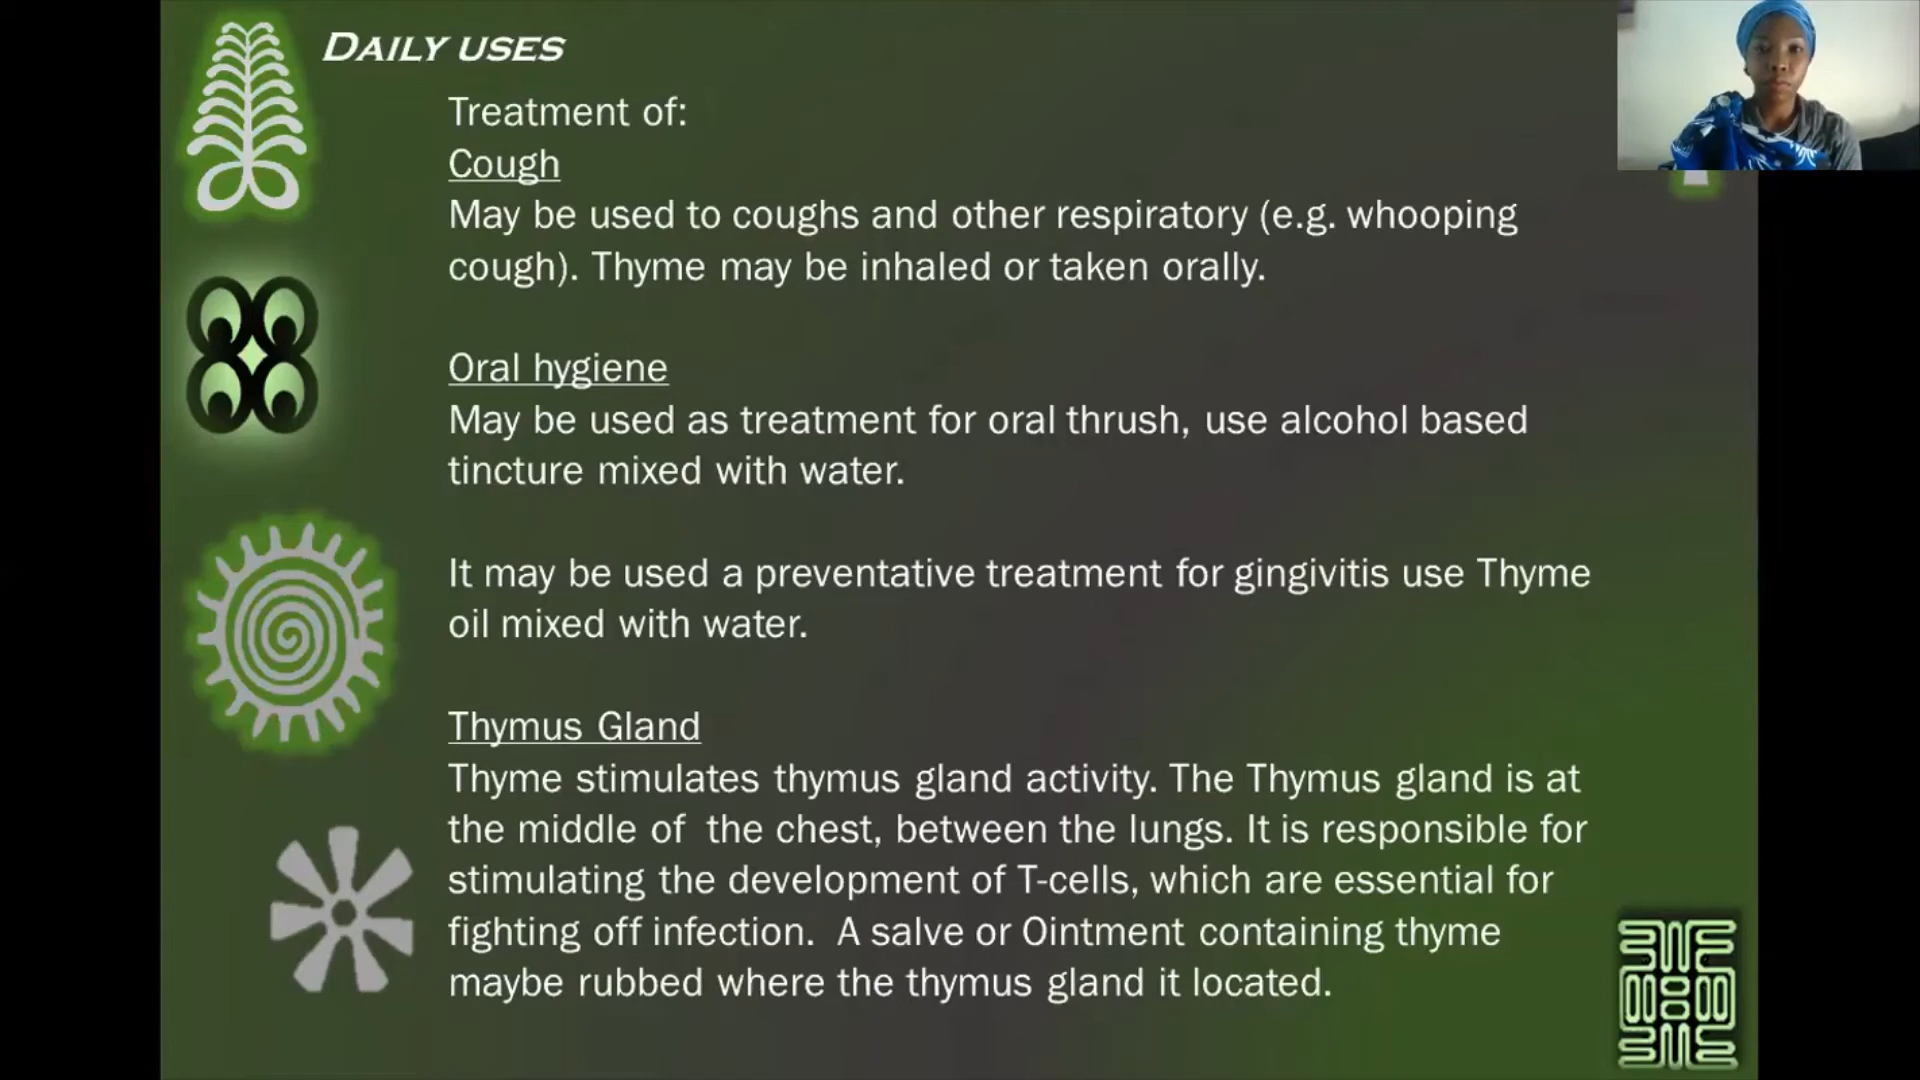 DAILY USES
Treatment of:
Cough
May be used to coughs and other respiratory (e.g. whooping
cough). Thyme may be inhaled or taken orally.
Oral hygiene
May be used as treatment for oral thrush, use alcohol based
tincture mixed with water.
It may be used a preventative treatment for gingivitis use Thyme
oil mixed with water.
Thymus Gland
Thyme stimulates thymus gland activity. The Thymus gland is at
the middle of the chest, between the lungs. It is responsible for
stimulating the development of T-cells, which are essential for
fighting off infection. A salve or Ointment containing thyme
maybe rubbed where the thymus gland it located.